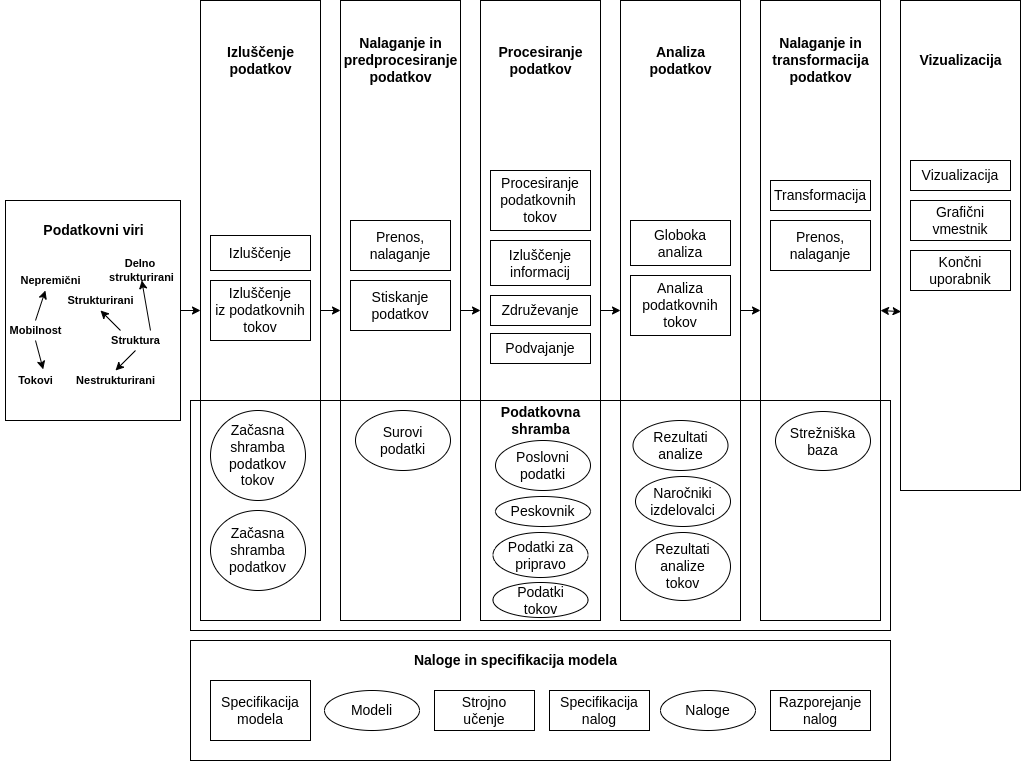 Podatkovni viri
Nepremični
Delno
strukturirani
Strukturirani
Mobilnost
Struktura
Tokovi
Nestrukturirani
Izluščenje
podatkov
Izluščenje
Izluščenje
iz podatkovnih
tokov
Začasna
shramba
podatkov
tokov
Začasna
shramba
podatkov
Nalaganje in
predprocesiranje
podatkov
Prenos,
nalaganje
Stiskanje
podatkov
Surovi
podatki
Procesiranje
podatkov
Procesiranje
podatkovnih
tokov
Izluščenje
informacij
Združevanje
Podvajanje
Podatkovna
shramba
Poslovni
podatki
Peskovnik
Podatki za
pripravo
Podatki
tokov
Analiza
podatkov
Globoka
analiza
Analiza
podatkovnih
tokov
Rezultati
analize
Naročniki
izdelovalci
Rezultati
analize
tokov
Nalaganje in
transformacija
podatkov
Transformacija
Prenos,
nalaganje
Strežniška
baza
Vizualizacija
Vizualizacija
Grafični
vmestnik
Končni
uporabnik
Naloge in specifikacija modela
Specifikacija
modela
Modeli
Strojno
učenje
Specifikacija
nalog
Naloge
Razporejanje
nalog